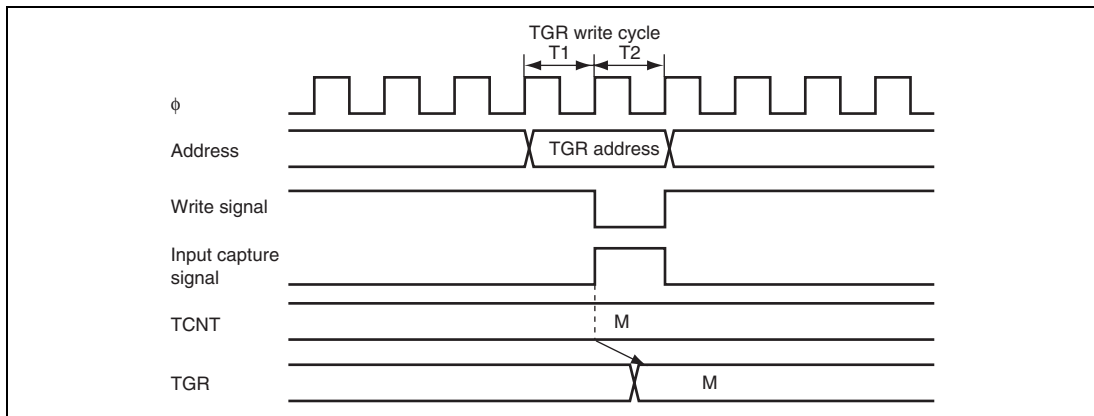 TGR write cycle
T1 T2
φ
Address
TGR address
Write signal
Input capture
signal
TCNT
M
TGR
M